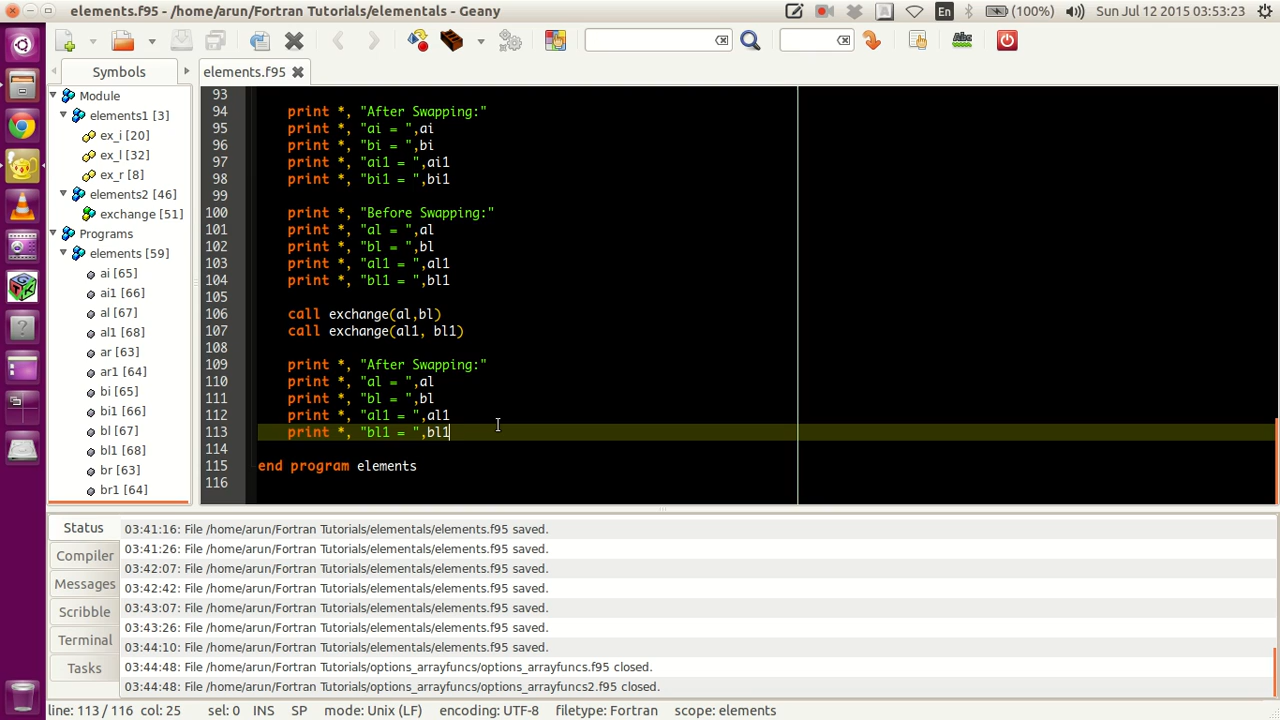 elements.f95 - /home/arun/Fortran Tutorials/elementals - Geany
En
(100%)
Sun Jul 12 2015 03:53:23
Symbols
elements.f95
Module
elements1 [3]
ex_i [20]
ex_l [32]
ex_r [8]
elements2 [46]
exchange [51]
Programs
elements [59]
ai [65]
ai1 [66]
al [67]
al1 [68]
ar [63]
ar1 [64]
bi [65]
bi1 [66]
bl [67]
bl1 [68]
br [63]
br1 [64]
93
94 print *, "After Swapping:"
95 print *, "ai = ",ai
96 print *, "bi = ",bi
97 print *, "ai1 = ",ai1
98 print *, "bi1 = ",bi1
99
100 print *, "Before Swapping:"
101 print *, "al = ",al
102 print *, "bl = ",bl
103 print *, "al1 = ",al1
104 print *, "bl1 = ",bl1
105
106 call exchange(al,bl)
107 call exchange(al1, bl1)
108
109 print *, "After Swapping:"
110 print *, "al = ",al
111 print *, "bl = ",bl
112 print *, "al1 = ",al1
113 print *, "bl1 = ",bl1
114
115 end program elements
116
Status
Compiler
Messages
Scribble
Terminal
Tasks
03:41:16: File /home/arun/Fortran Tutorials/elementals/elements.f95 saved.
03:41:26: File /home/arun/Fortran Tutorials/elementals/elements.f95 saved.
03:42:07: File /home/arun/Fortran Tutorials/elementals/elements.f95 saved.
03:42:42: File /home/arun/Fortran Tutorials/elementals/elements.f95 saved.
03:43:07: File /home/arun/Fortran Tutorials/elementals/elements.f95 saved.
03:43:26: File /home/arun/Fortran Tutorials/elementals/elements.f95 saved.
03:44:10: File /home/arun/Fortran Tutorials/elementals/elements.f95 saved.
03:44:48: File /home/arun/Fortran Tutorials/options_arrayfuncs/options_arrayfuncs.f95 closed.
03:44:48: File /home/arun/Fortran Tutorials/options_arrayfuncs/options_arrayfuncs2.f95 closed.
line: 113 / 116 col: 25 sel: 0 INS SP mode: Unix (LF) encoding: UTF-8 filetype: Fortran scope: elements